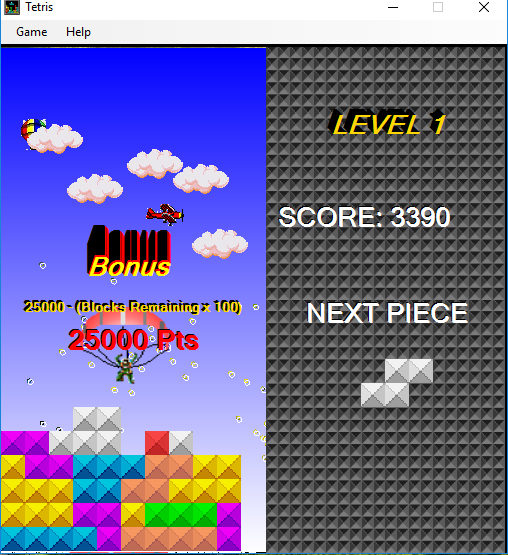 Tetris
Game Help
LEVEL 1
SCORE: 3390
Bonus
25000 - (Blocks Remaining x 100)
NEXT PIECE
25000 Pts